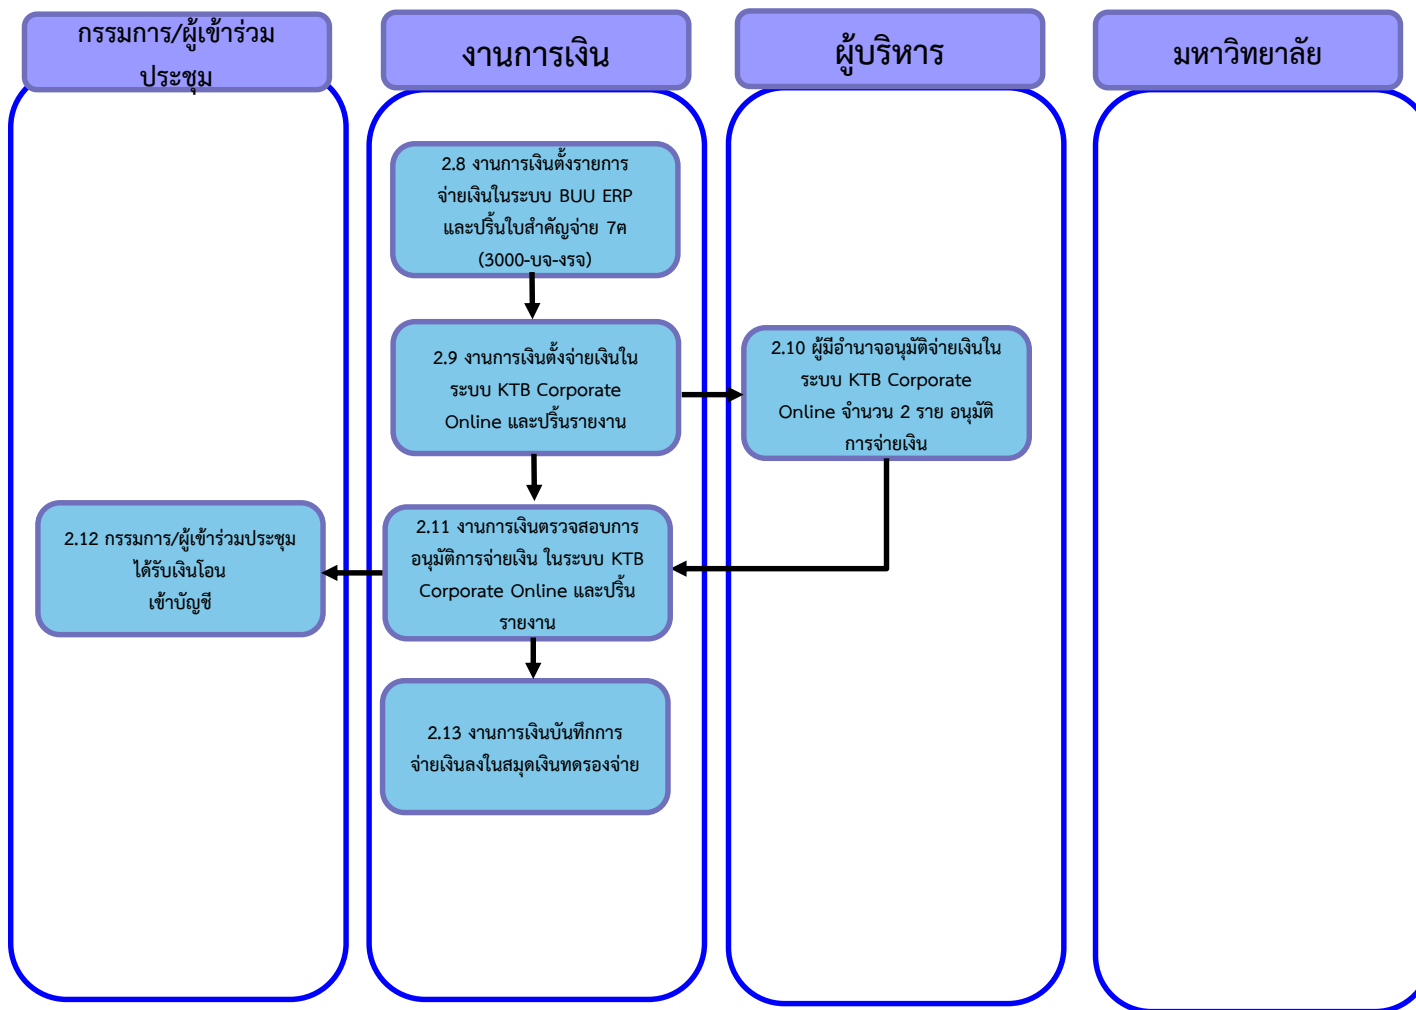 กรรมการ/ผู้เข้าร่วม
ประชุม
งานการเงิน
ผู้บริหาร
มหาวิทยาลัย
2.8 งานการเงินตั้งรายการ
จ่ายเงินในระบบ BUU ERP
และปริ้นใบสำคัญจ่าย 7ต
(3000-บจ-งรจ)
2.9 งานการเงินตั้งจ่ายเงินใน
ระบบ KTB Corporate
Online และปริ้นรายงาน
2.10 ผู้มีอำนาจอนุมัติจ่ายเงินใน
ระบบ KTB Corporate
Online จำนวน 2 ราย อนุมัติ
การจ่ายเงิน
2.11 งานการเงินตรวจสอบการ
อนุมัติการจ่ายเงิน ในระบบ KTB
Corporate Online และปริ้น
รายงาน
2.12 กรรมการ/ผู้เข้าร่วมประชุม
ได้รับเงินโอน
เข้าบัญชี
2.13 งานการเงินบันทึกการ
จ่ายเงินลงในสมุดเงินทดรองจ่าย